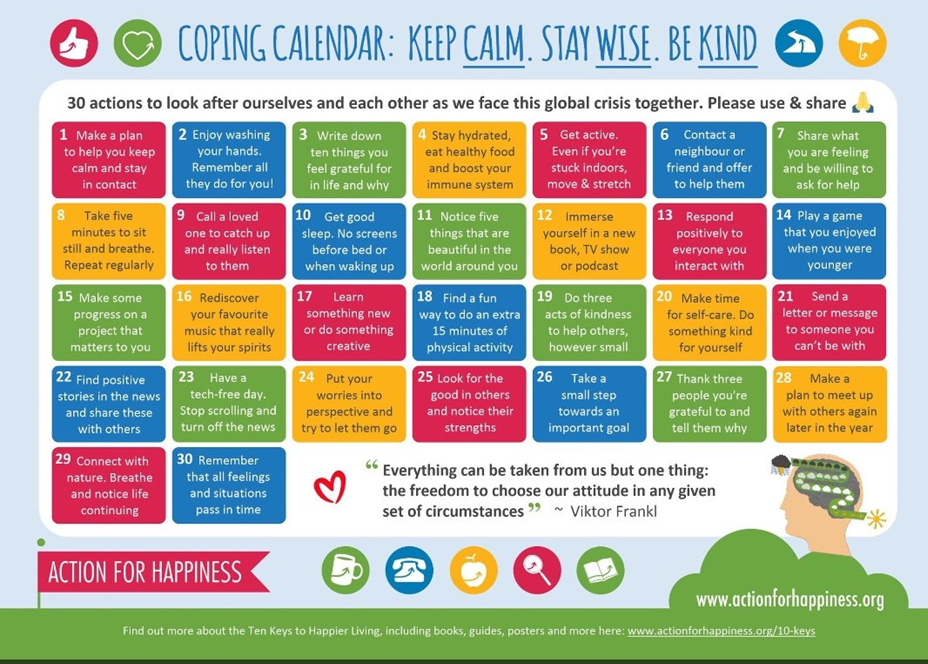 COPING CALENDAR: KEEP CALM. STAY WISE. BE KIND
30 actions to look after ourselves and each other as we face this global crisis together. Please use & share
1 Make a plan
to help you keep
calm and stay
in contact
2 Enjoy washing
your hands.
Remember all
they do for you!
3 Write down
ten things you
feel grateful for
in life and why
4 Stay hydrated,
eat healthy food
and boost your
immune system
5 Get active.
Even if you're
stuck indoors,
move & stretch
6 Contact a
neighbour or
friend and offer
to help them
7 Share what
you are feeling
and be willing to
ask for help
8 Take five
minutes to sit
still and breathe.
Repeat regularly
9 Call a loved
one to catch up
and really listen
to them
10 Get good
sleep. No screens
before bed or
when waking up
11 Notice five
things that are
beautiful in the
world around you
12 Immerse
yourself in a new
book, TV show
or podcast
13 Respond
positively to
everyone you
interact with
14 Play a game
that you enjoyed
when you were
younger
15 Make some
progress on a
project that
matters to you
16 Rediscover
your favourite
music that really
lifts your spirits
17 Learn
something new
or do something
creative
18 Find a fun
way to do an extra
15 minutes of
physical activity
19 Do three
acts of kindness
to help others,
however small
20 Make time
for self-care. Do
something kind
for yourself
21 Send a
letter or message
to someone you
can't be with
22 Find positive
stories in the news
and share these
with others
23 Have a
tech-free day.
Stop scrolling and
turn off the news
24 Put your
worries into
perspective and
try to let them go
25 Look for the
good in others
and notice their
strengths
26 Take a
small step
towards an
important goal
27 Thank three
people you're
grateful to and
tell them why
28 Make a
plan to meet up
with others again
later in the year
29 Connect with
nature. Breathe
and notice life
continuing
30 Remember
that all feelings
and situations
pass in time
“ Everything can be taken from us but one thing:
the freedom to choose our attitude in any given
set of circumstances ” ~ Viktor Frankl
ACTION FOR HAPPINESS
www.actionforhappiness.org
Find out more about the Ten Keys to Happier Living, including books, guides, posters and more here: www.actionforhappiness.org/10-keys